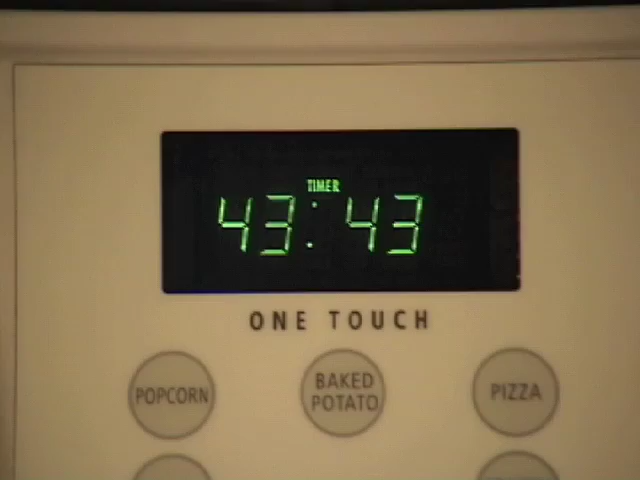 TIMER
43:43
ONE TOUCH
POPCORN
BAKED
POTATO
PIZZA